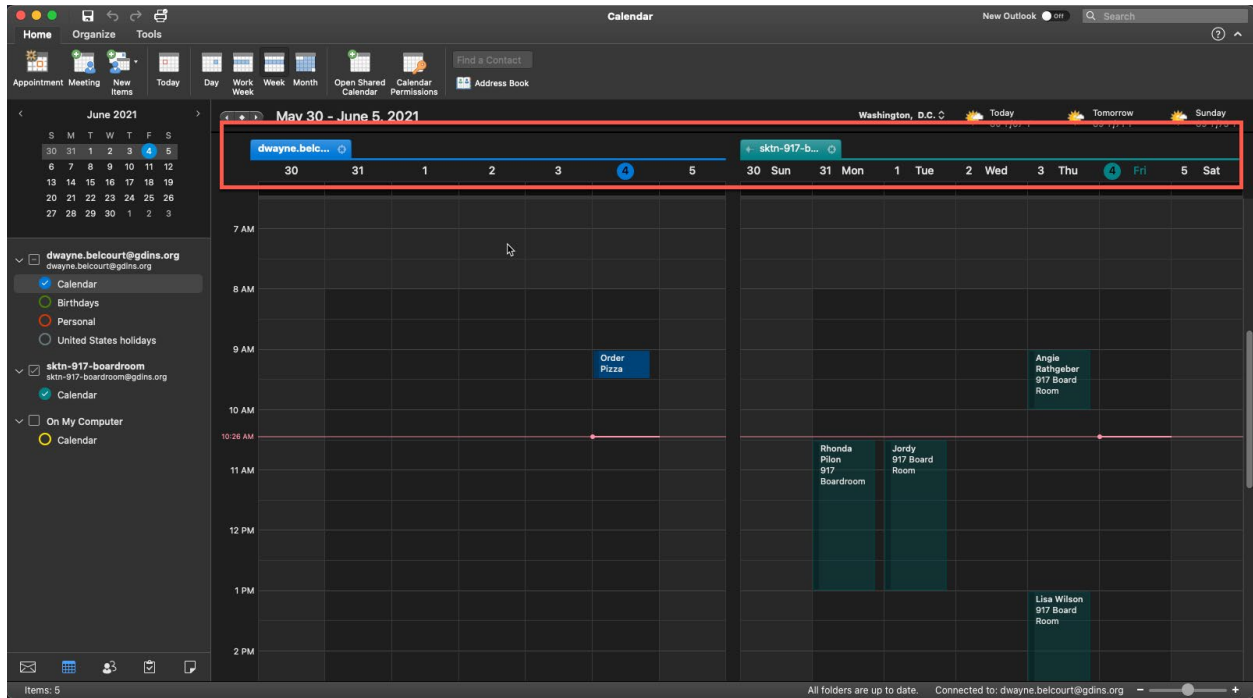 Calendar
New Outlook Off Search
Home Organize Tools
Appointment Meeting New Items Today Day Work Week Week Month Open Shared Calendar Calendar Permissions
Find a Contact
Address Book
June 2021
S M T W T F S
30 31 1 2 3 4 5
6 7 8 9 10 11 12
13 14 15 16 17 18 19
20 21 22 23 24 25 26
27 28 29 30 1 2 3
dwayne.belcourt@gdins.org
dwayne.belcourt@gdins.org
Calendar
Birthdays
Personal
United States holidays
sktn-917-boardroom
sktn-917-boardroom@gdins.org
Calendar
On My Computer
Calendar
May 30 - June 5, 2021
Washington, D.C. Today Tomorrow Sunday
dwayne.belc... sktn-917-b...
30 31 1 2 3 4 5 30 Sun 31 Mon 1 Tue 2 Wed 3 Thu 4 Fri 5 Sat
7 AM
8 AM
9 AM
Order
Pizza
Angie
Rathgeber
917 Board
Room
10 AM
10:26 AM
Rhonda
Pilon
917
Boardroom
Jordy
917 Board
Room
11 AM
12 PM
1 PM
Lisa Wilson
917 Board
Room
2 PM
Items: 5
All folders are up to date. Connected to: dwayne.belcourt@gdins.org